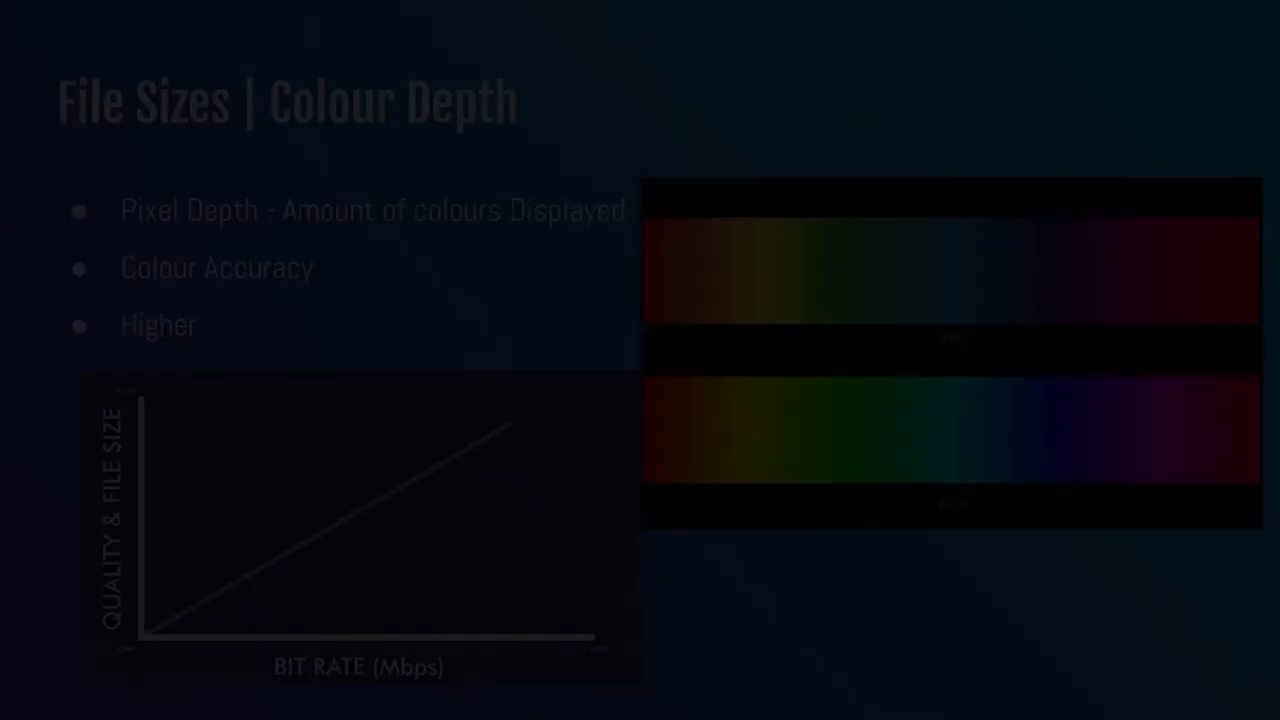 File Sizes | Colour Depth
Pixel Depth - Amount of colours Displayed
Colour Accuracy
Higher
QUALITY & FILE SIZE
BIT RATE (Mbps)